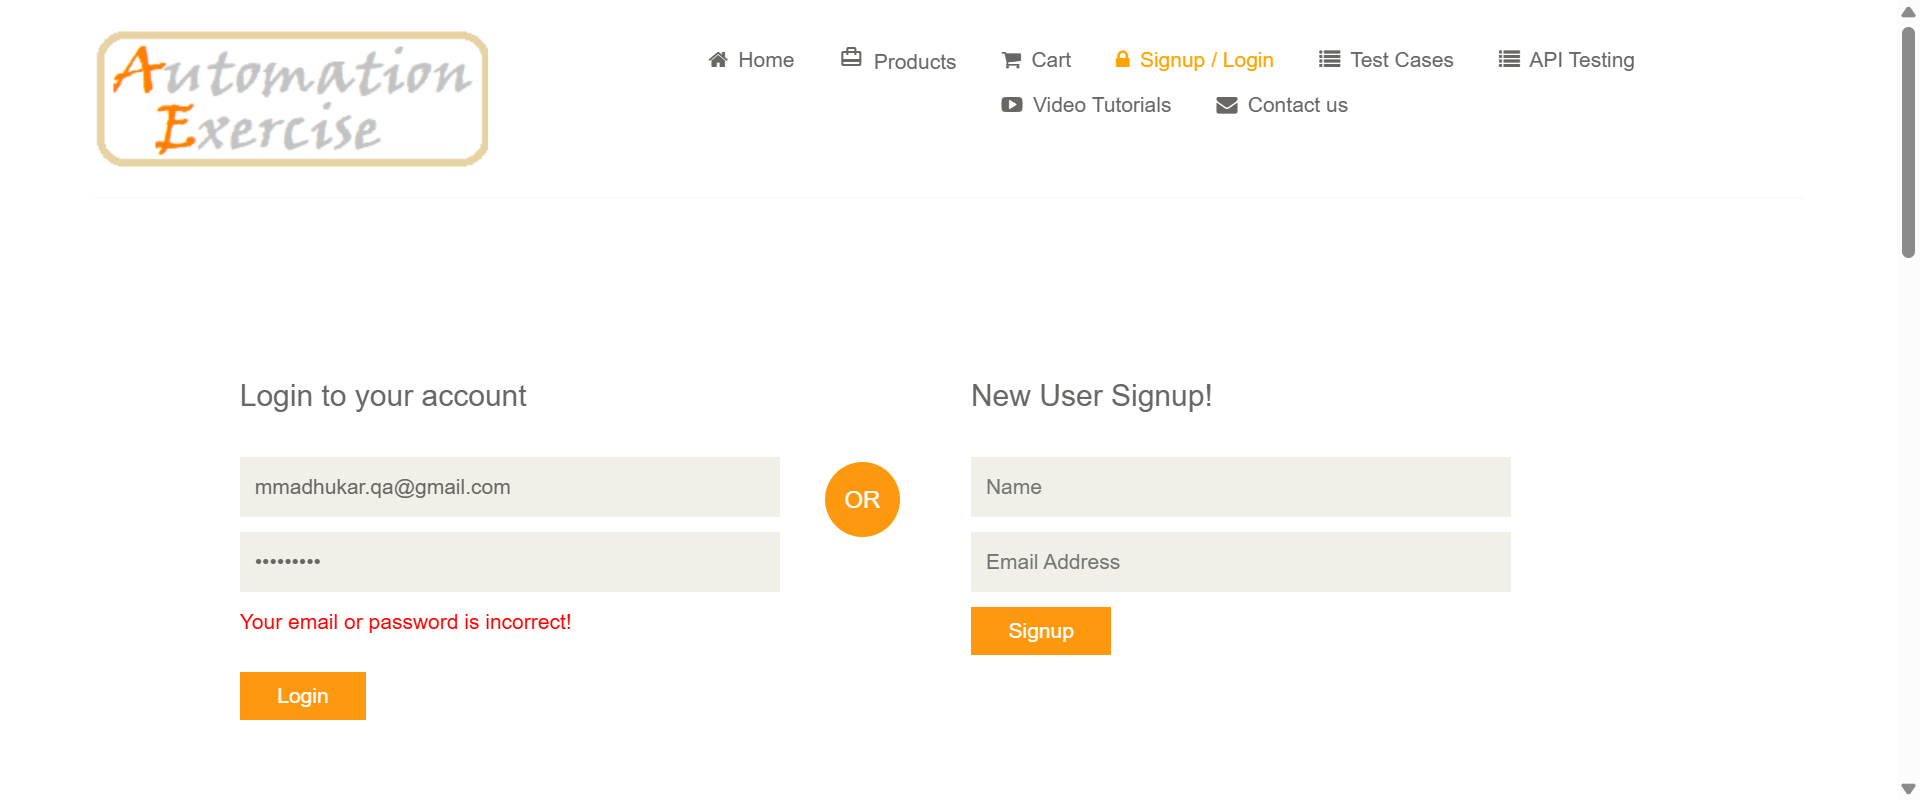 Automation
Exercise
Home
Products
Cart
Signup / Login
Test Cases
API Testing
Video Tutorials
Contact us
Login to your account
mmadhukar.qa@gmail.com
•••••••••
Your email or password is incorrect!
Login
OR
New User Signup!
Name
Email Address
Signup